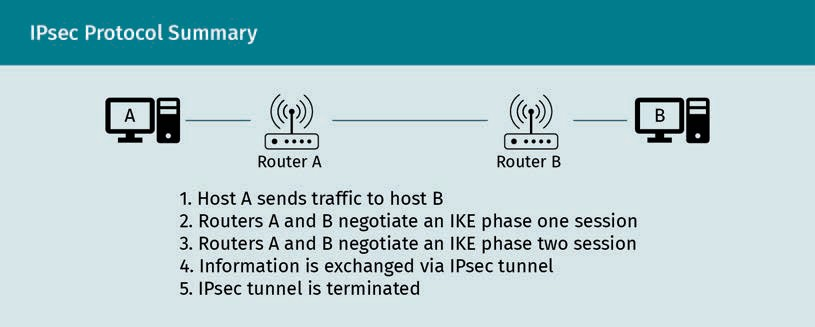 IPsec Protocol Summary
A
B
Router A
Router B
1. Host A sends traffic to host B
2. Routers A and B negotiate an IKE phase one session
3. Routers A and B negotiate an IKE phase two session
4. Information is exchanged via IPsec tunnel
5. IPsec tunnel is terminated